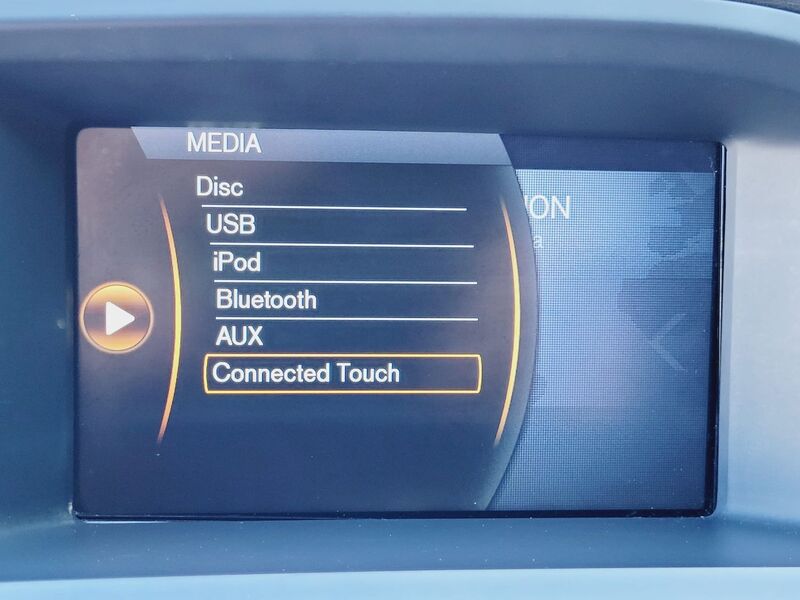 MEDIA
Disc
USB
iPod
Bluetooth
AUX
Connected Touch